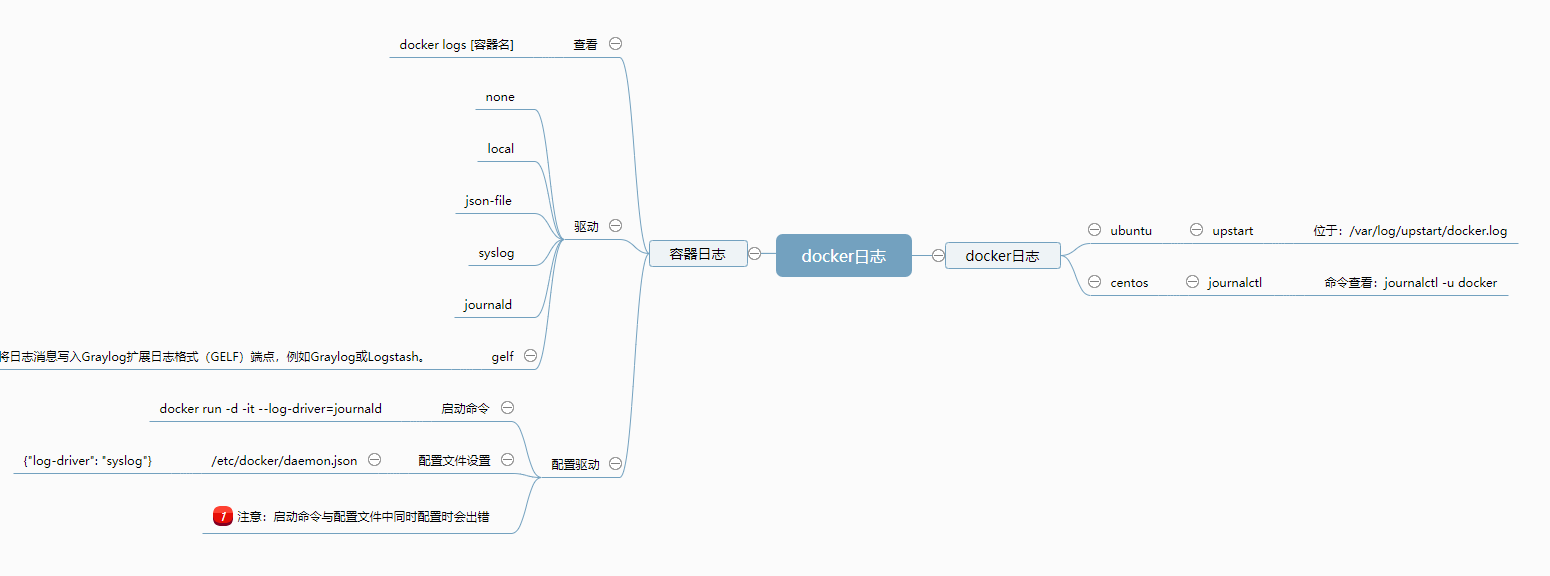 docker日志
容器日志
查看
docker logs [容器名]
驱动
none
local
json-file
syslog
journald
gelf
将日志消息写入Graylog扩展日志格式（GELF）端点，例如Graylog或Logstash。
配置驱动
启动命令
docker run -d -it --log-driver=journald
配置文件设置
/etc/docker/daemon.json
{"log-driver": "syslog"}
1 注意：启动命令与配置文件中同时配置时会出错
docker日志
ubuntu
upstart
位于：/var/log/upstart/docker.log
centos
journalctl
命令查看：journalctl -u docker